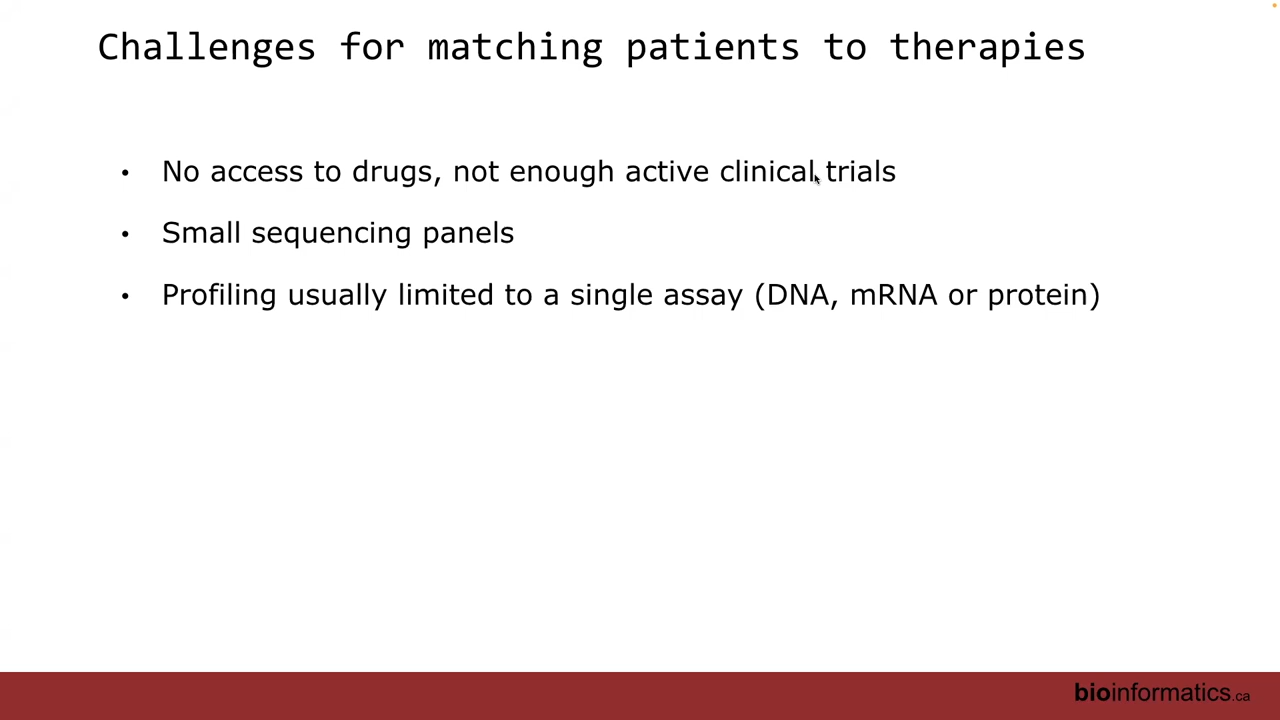 Challenges for matching patients to therapies
• No access to drugs, not enough active clinical trials
• Small sequencing panels
• Profiling usually limited to a single assay (DNA, mRNA or protein)
bioinformatics.ca